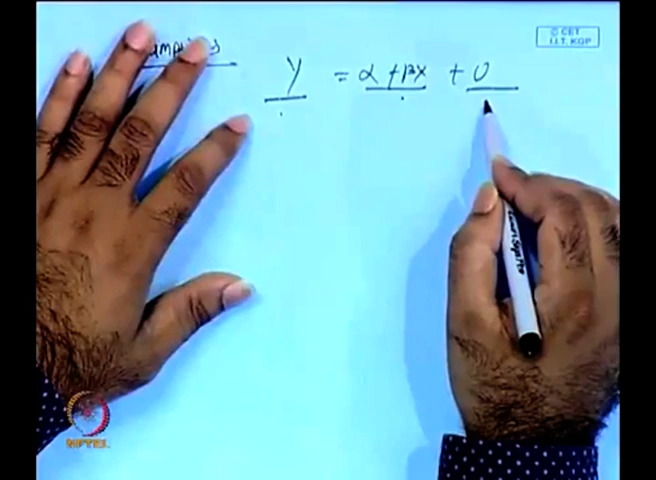 © CET
I.I.T. KGP
Y = α + βX + U
NPTEL